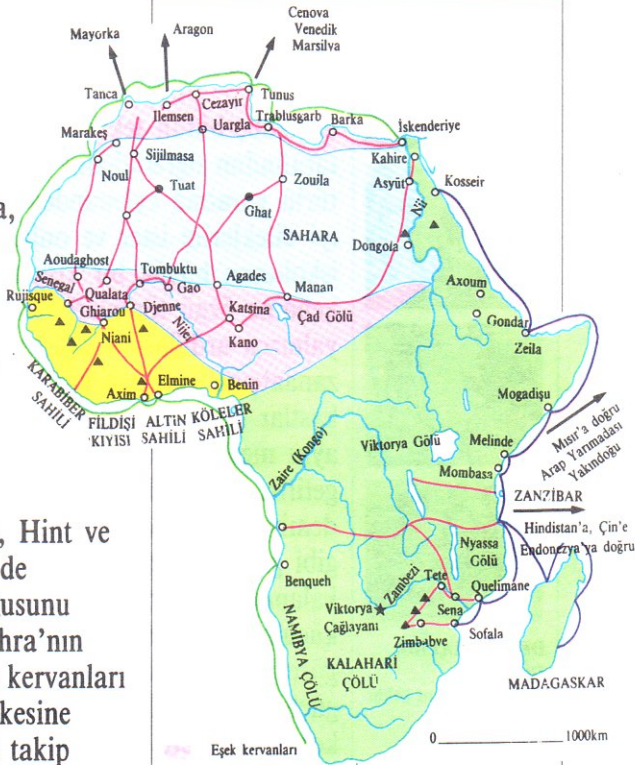 Cenova
Venedik
Marsilva
Mayorka
Aragon
Tanca
Cezayır
Tunus
Ilemsen
Trablusgarb
Barka
Uargla
İskenderiye
Marakeş
Kahire
Sijilmasa
Noul
Asyût
Kosseir
Zouila
Tuat
Nil
Ghat
SAHARA
Dongola
Aoudaghost
Tombuktu
Agades
Axoum
Senegal
Qualata
Gao
Manan
Rujisque
Djenne
Katsina
Ghiarou
Çad Gölü
Gondar
Niani
Nijer
Kano
Zeila
Elmine
Benin
Axim
Mogadişu
KARABİBER
SAHİLİ
FİLDİŞİ
KIYISI
ALTIN
SAHİLİ
KÖLELER
SAHİLİ
Mısır'a doğru
Arap Yarımadası
Yakındoğu
Viktorya Gölü
Melinde
Zaire (Kongo)
Mombasa
ZANZİBAR
Hindistan'a, Çin'e
Endonezya'ya doğru
Nyassa
Gölü
Benqueh
Zambezi
Tete
Quelimane
Viktorya
Çağlayanı
Sena
Zimbabve
Sofala
NAMİBYA ÇÖLÜ
KALAHARİ
ÇÖLÜ
MADAGASKAR
0 1000km
Eşek kervanları
a,
, Hint ve
de
usunu
hra'nın
kervanları
kesine
takip